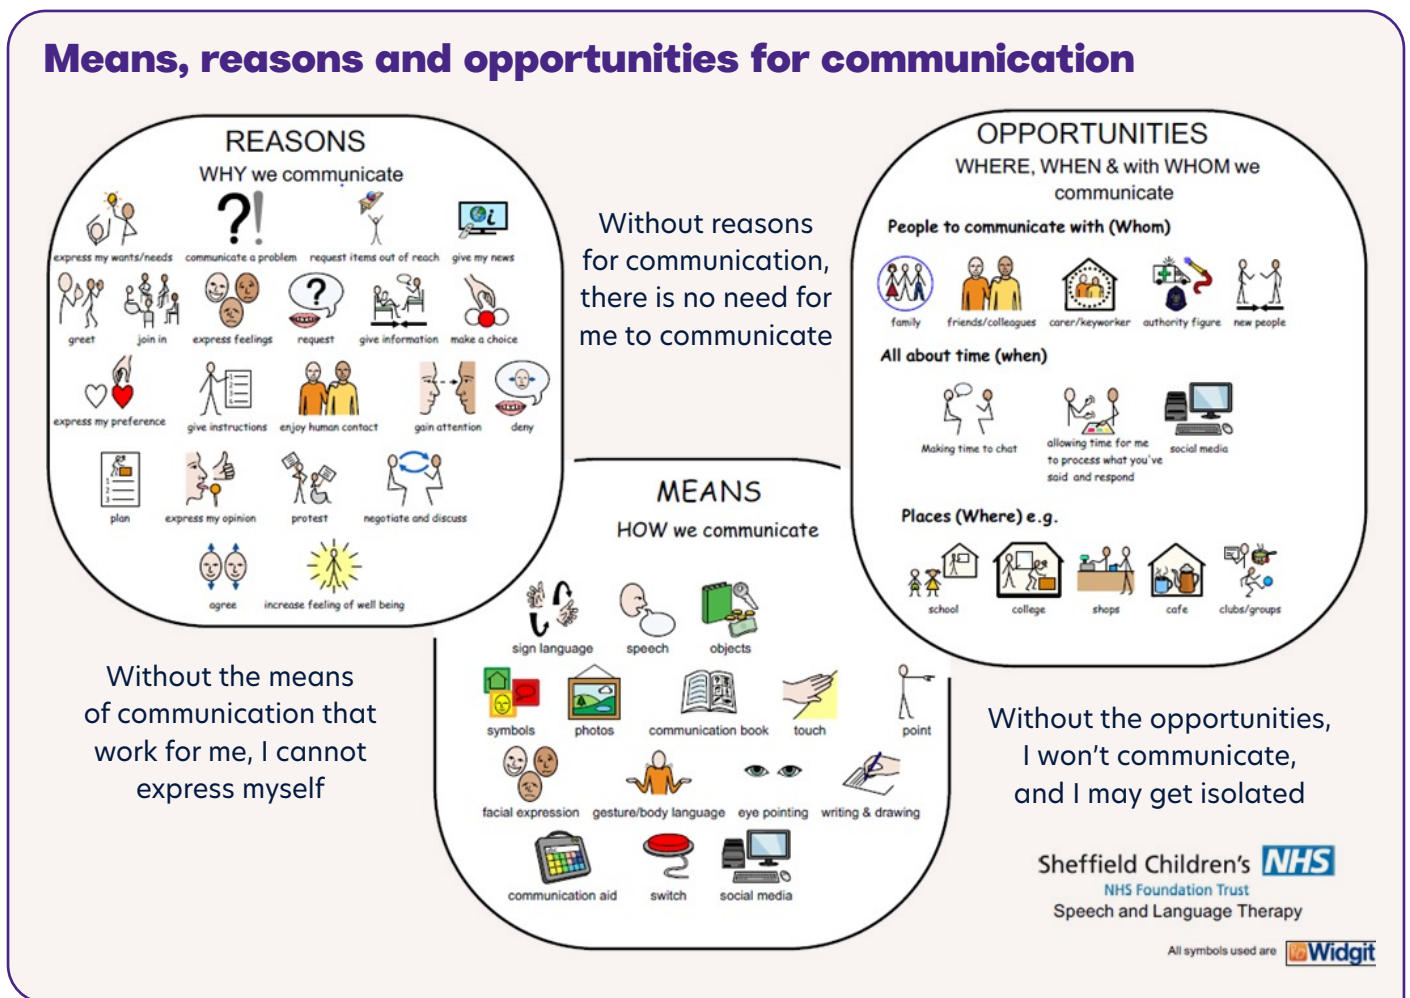 Means, reasons and opportunities for communication
REASONS
WHY we communicate
express my wants/needs
communicate a problem
request items out of reach
give my news
greet
join in
express feelings
request
give information
make a choice
express my preference
give instructions
enjoy human contact
gain attention
deny
plan
express my opinion
protest
negotiate and discuss
agree
increase feeling of well being
Without reasons
for communication,
there is no need for
me to communicate
OPPORTUNITIES
WHERE, WHEN & with WHOM we
communicate
People to communicate with (Whom)
family
friends/colleagues
carer/keyworker
authority figure
new people
All about time (when)
Making time to chat
allowing time for me
to process what you've
said and respond
social media
Places (Where) e.g.
school
college
shops
cafe
clubs/groups
MEANS
HOW we communicate
sign language
speech
objects
symbols
photos
communication book
touch
point
facial expression
gesture/body language
eye pointing
writing & drawing
communication aid
switch
social media
Without the means
of communication that
work for me, I cannot
express myself
Without the opportunities,
I won't communicate,
and I may get isolated
Sheffield Children's NHS
NHS Foundation Trust
Speech and Language Therapy
All symbols used are Widgit